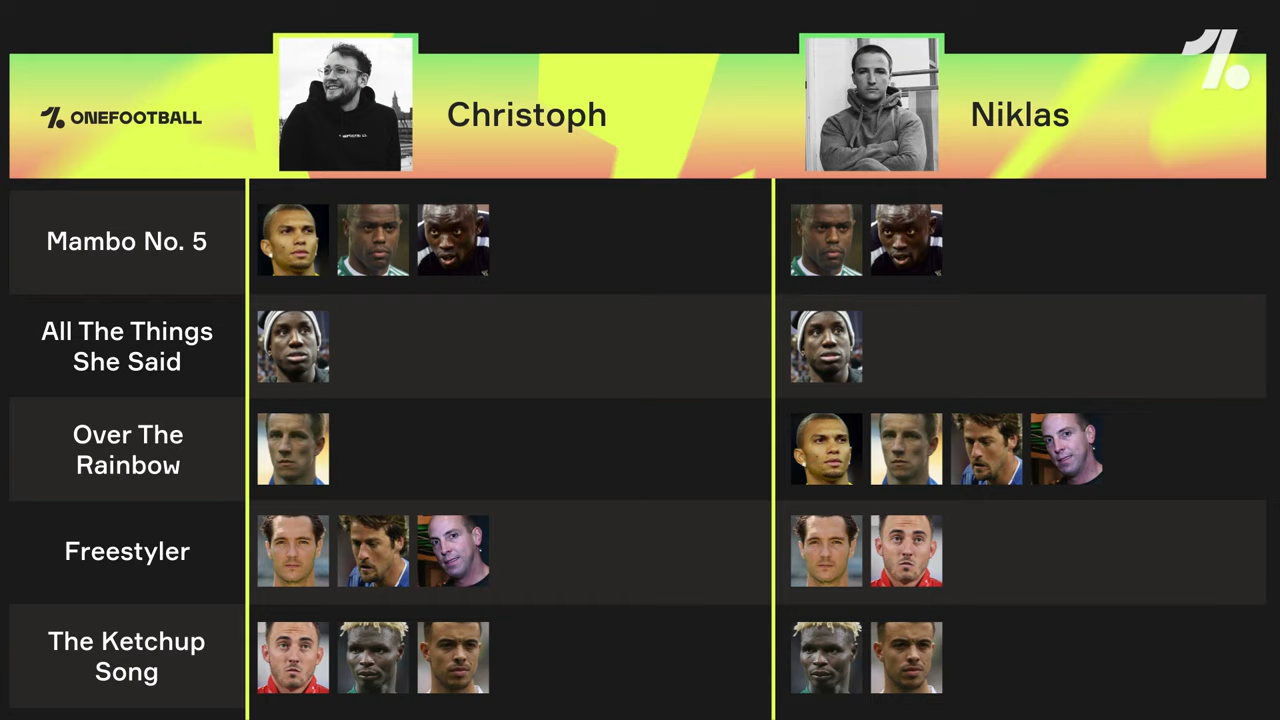 ONEFOOTBALL
Christoph
Niklas
Mambo No. 5
All The Things
She Said
Over The
Rainbow
Freestyler
The Ketchup
Song